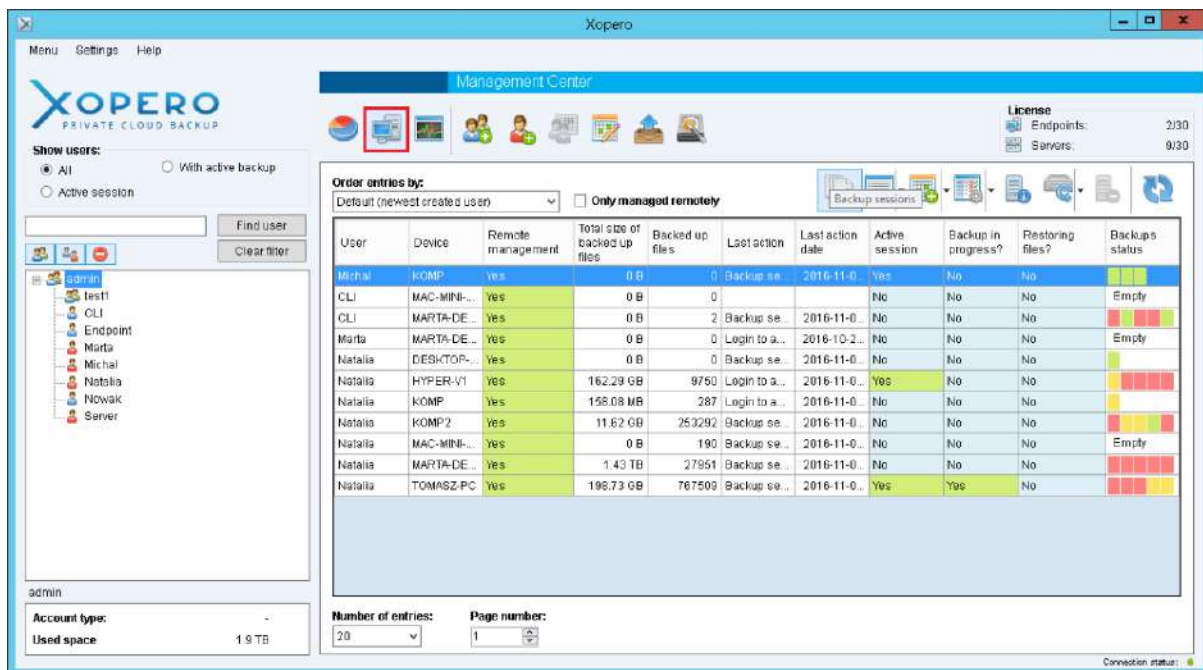 Xopero
Menu Settings Help
XOPERO
PRIVATE CLOUD BACKUP
Show users:
All
With active backup
Active session
Find user
Clear filter
admin
test1
CLI
Endpoint
Marta
Michal
Natalia
Nowak
Server
admin
Account type: -
Used space 1.9 TB
Management Center
License
Endpoints: 2/30
Servers: 9/30
Order entries by:
Default (newest created user)
Only managed remotely
Backup sessions
User Device Remote management Total size of backed up files Backed up files Last action Last action date Active session Backup in progress? Restoring files? Backups status
Michal KOMP Yes 0 B 0 Backup se... 2016-11-0... Yes No No
CLI MAC-MINI-... Yes 0 B 0 No No No Empty
CLI MARTA-DE... Yes 0 B 2 Backup se... 2016-11-0... No No No
Marta MARTA-DE... Yes 0 B 0 Login to a... 2016-10-2... No No No Empty
Natalia DESKTOP-... Yes 0 B 0 Backup se... 2016-11-0... No No No
Natalia HYPER-V1 Yes 162.29 GB 9750 Login to a... 2016-11-0... Yes No No
Natalia KOMP Yes 158.08 MB 287 Login to a... 2016-11-0... No No No
Natalia KOMP2 Yes 11.62 GB 253292 Backup se... 2016-11-0... No No No
Natalia MAC-MINI-... Yes 0 B 190 Backup se... 2016-11-0... No No No Empty
Natalia MARTA-DE... Yes 1.43 TB 27951 Backup se... 2016-11-0... No No No
Natalia TOMASZ-PC Yes 198.73 GB 767509 Backup se... 2016-11-0... Yes Yes No
Number of entries: Page number:
20 1
Connection status: